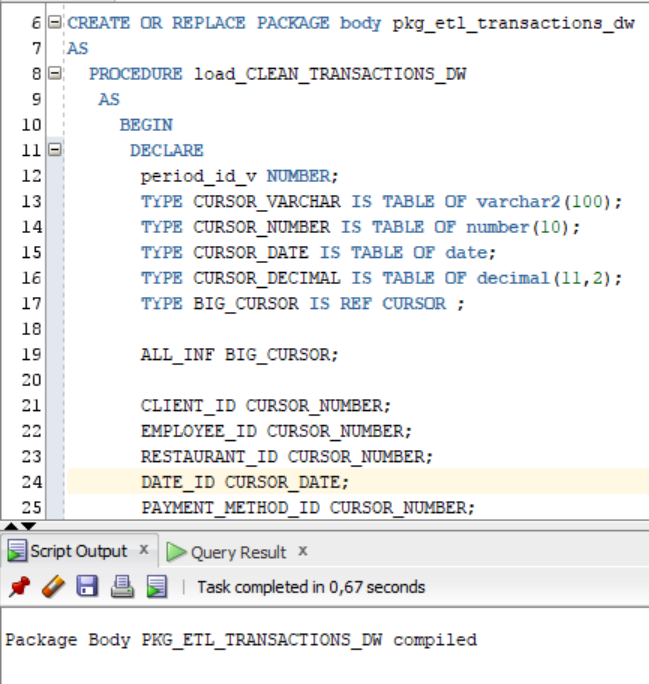 6 CREATE OR REPLACE PACKAGE body pkg_etl_transactions_dw
7 AS
8 PROCEDURE load_CLEAN_TRANSACTIONS_DW
9 AS
10 BEGIN
11 DECLARE
12 period_id_v NUMBER;
13 TYPE CURSOR_VARCHAR IS TABLE OF varchar2(100);
14 TYPE CURSOR_NUMBER IS TABLE OF number(10);
15 TYPE CURSOR_DATE IS TABLE OF date;
16 TYPE CURSOR_DECIMAL IS TABLE OF decimal(11,2);
17 TYPE BIG_CURSOR IS REF CURSOR ;
18
19 ALL_INF BIG_CURSOR;
20
21 CLIENT_ID CURSOR_NUMBER;
22 EMPLOYEE_ID CURSOR_NUMBER;
23 RESTAURANT_ID CURSOR_NUMBER;
24 DATE_ID CURSOR_DATE;
25 PAYMENT_METHOD_ID CURSOR_NUMBER;
Script Output x Query Result x
Task completed in 0,67 seconds
Package Body PKG_ETL_TRANSACTIONS_DW compiled